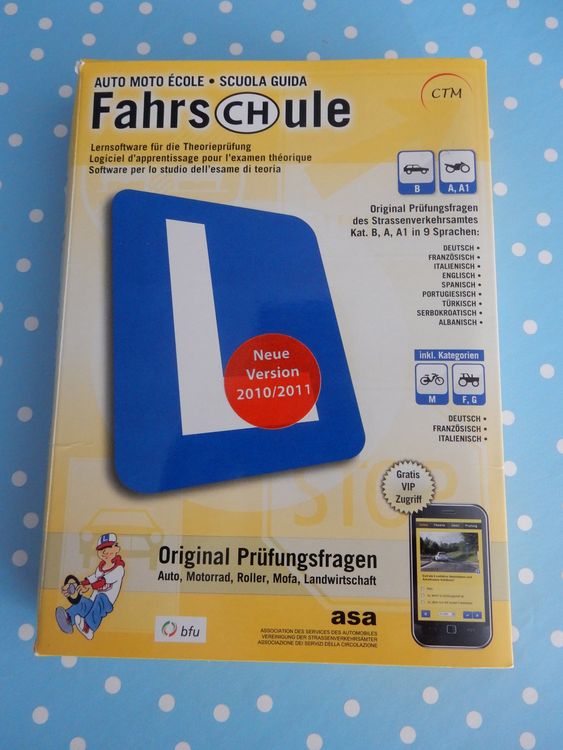 AUTO MOTO ÉCOLE • SCUOLA GUIDA
FahrsCHule
CTM
Lernsoftware für die Theorieprüfung
Logiciel d'apprentissage pour l'examen théorique
Software per lo studio dell'esame di teoria
B
A, A1
Original Prüfungsfragen
des Strassenverkehrsamtes
Kat. B, A, A1 in 9 Sprachen:
DEUTSCH •
FRANZÖSISCH •
ITALIENISCH •
ENGLISCH •
SPANISCH •
PORTUGIESISCH •
TÜRKISCH •
SERBOKROATISCH •
ALBANISCH •
L
Neue
Version
2010/2011
inkl. Kategorien
M
F, G
DEUTSCH •
FRANZÖSISCH •
ITALIENISCH •
STOP
Gratis
VIP
Zugriff
L
Original Prüfungsfragen
Auto, Motorrad, Roller, Mofa, Landwirtschaft
bfu
asa
ASSOCIATION DES SERVICES DES AUTOMOBILES
VEREINIGUNG DER STRASSENVERKEHRSÄMTER
ASSOCIAZIONE DEI SERVIZI DELLA CIRCOLAZIONE